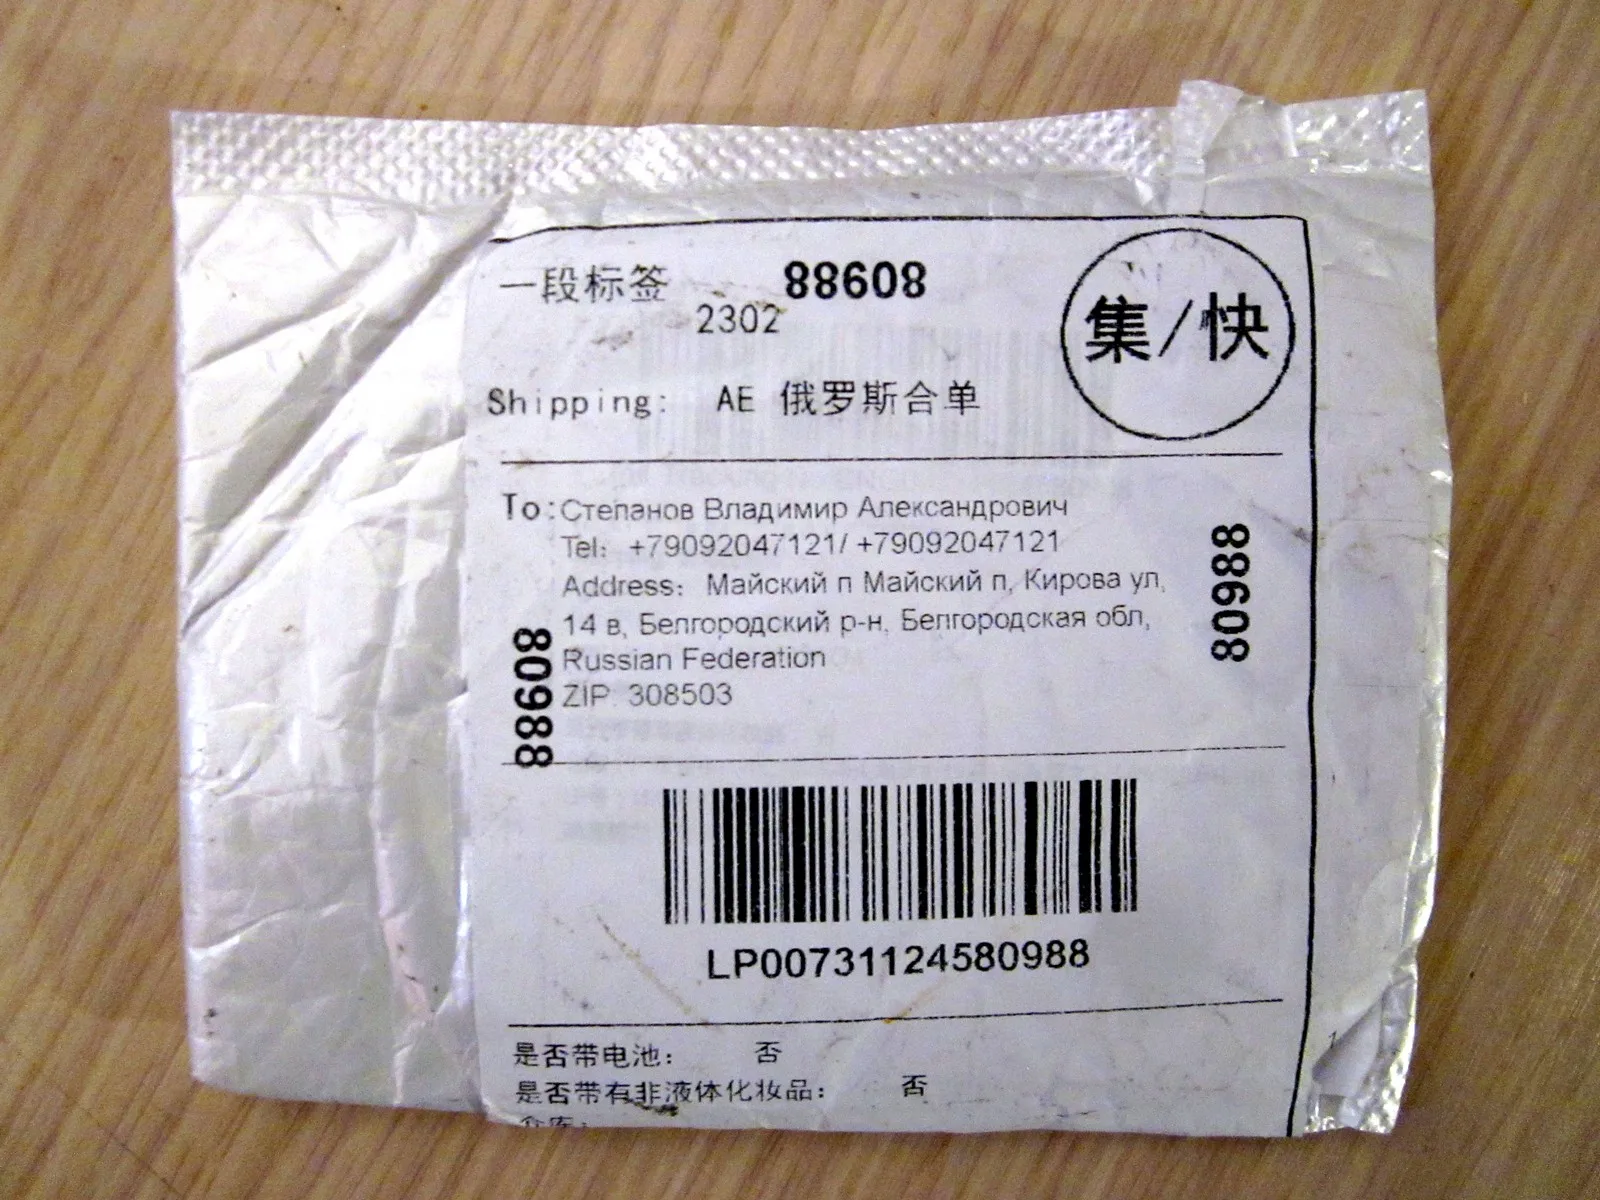 一段标签 88608
2302
集/快
Shipping: AE 俄罗斯合单
To:Степанов Владимир Александрович
Tel: +79092047121/ +79092047121
Address: Майский п Майский п, Кирова ул,
14 в, Белгородский р-н, Белгородская обл,
Russian Federation
ZIP: 308503
88608
80988
LP00731124580988
是否带电池: 否
是否带有非液体化妆品: 否
仓库: